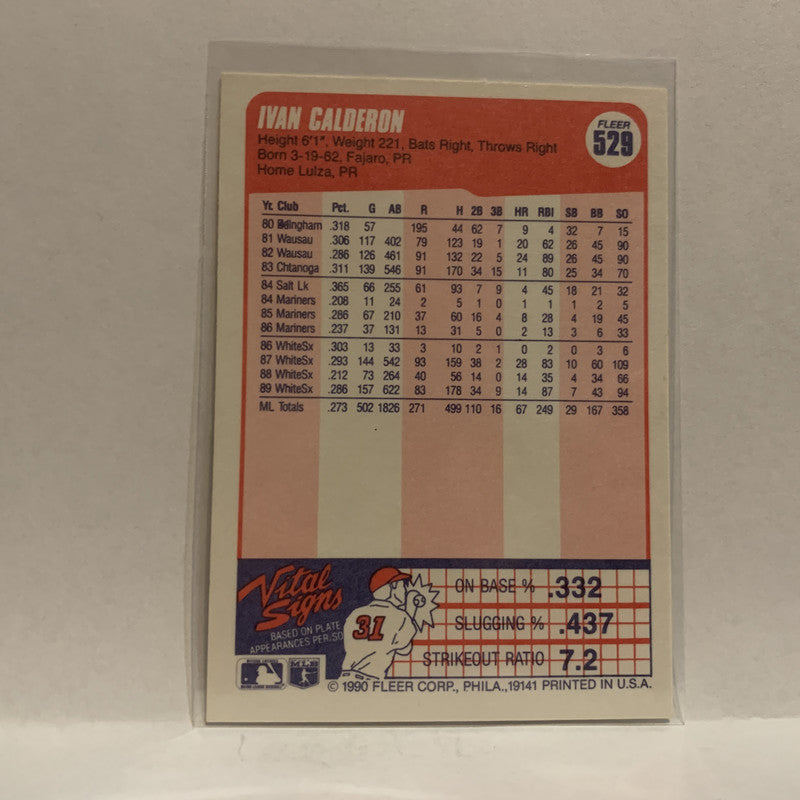 IVAN CALDERON
FLEER
529
Height 6'1", Weight 221, Bats Right, Throws Right
Born 3-19-62, Fajaro, PR
Home Luiza, PR
Yr. Club Pct. G AB R H 2B 3B HR RBI SB BB SO
80 .318 57 195 44 62 7 9 4 32 7 15
81 Wausau .306 117 402 79 123 19 1 20 62 26 45 90
82 Wausau .286 126 461 91 132 22 5 24 89 26 45 90
83 Chtanoga .311 139 546 91 170 34 15 11 80 25 34 70
84 Salt Lk .365 66 255 61 93 7 9 4 45 18 21 32
84 Mariners .208 11 24 2 5 1 0 1 1 1 2 5
85 Mariners .286 67 210 37 60 16 4 8 28 4 19 45
86 Mariners .237 37 131 13 31 5 0 2 13 3 6 33
86 WhiteSx .303 13 33 3 10 2 1 0 2 0 3 6
87 WhiteSx .293 144 542 93 159 38 2 28 83 10 60 109
88 WhiteSx .212 73 264 40 56 14 0 14 35 4 34 66
89 WhiteSx .286 157 622 83 178 34 9 14 87 7 43 94
ML Totals .273 502 1826 271 499 110 16 67 249 29 167 358
Vital Signs
BASED ON PLATE
APPEARANCES PER.50
31
ON BASE % .332
SLUGGING % .437
STRIKEOUT RATIO 7.2
MLB
© 1990 FLEER CORP., PHILA.,19141 PRINTED IN U.S.A.